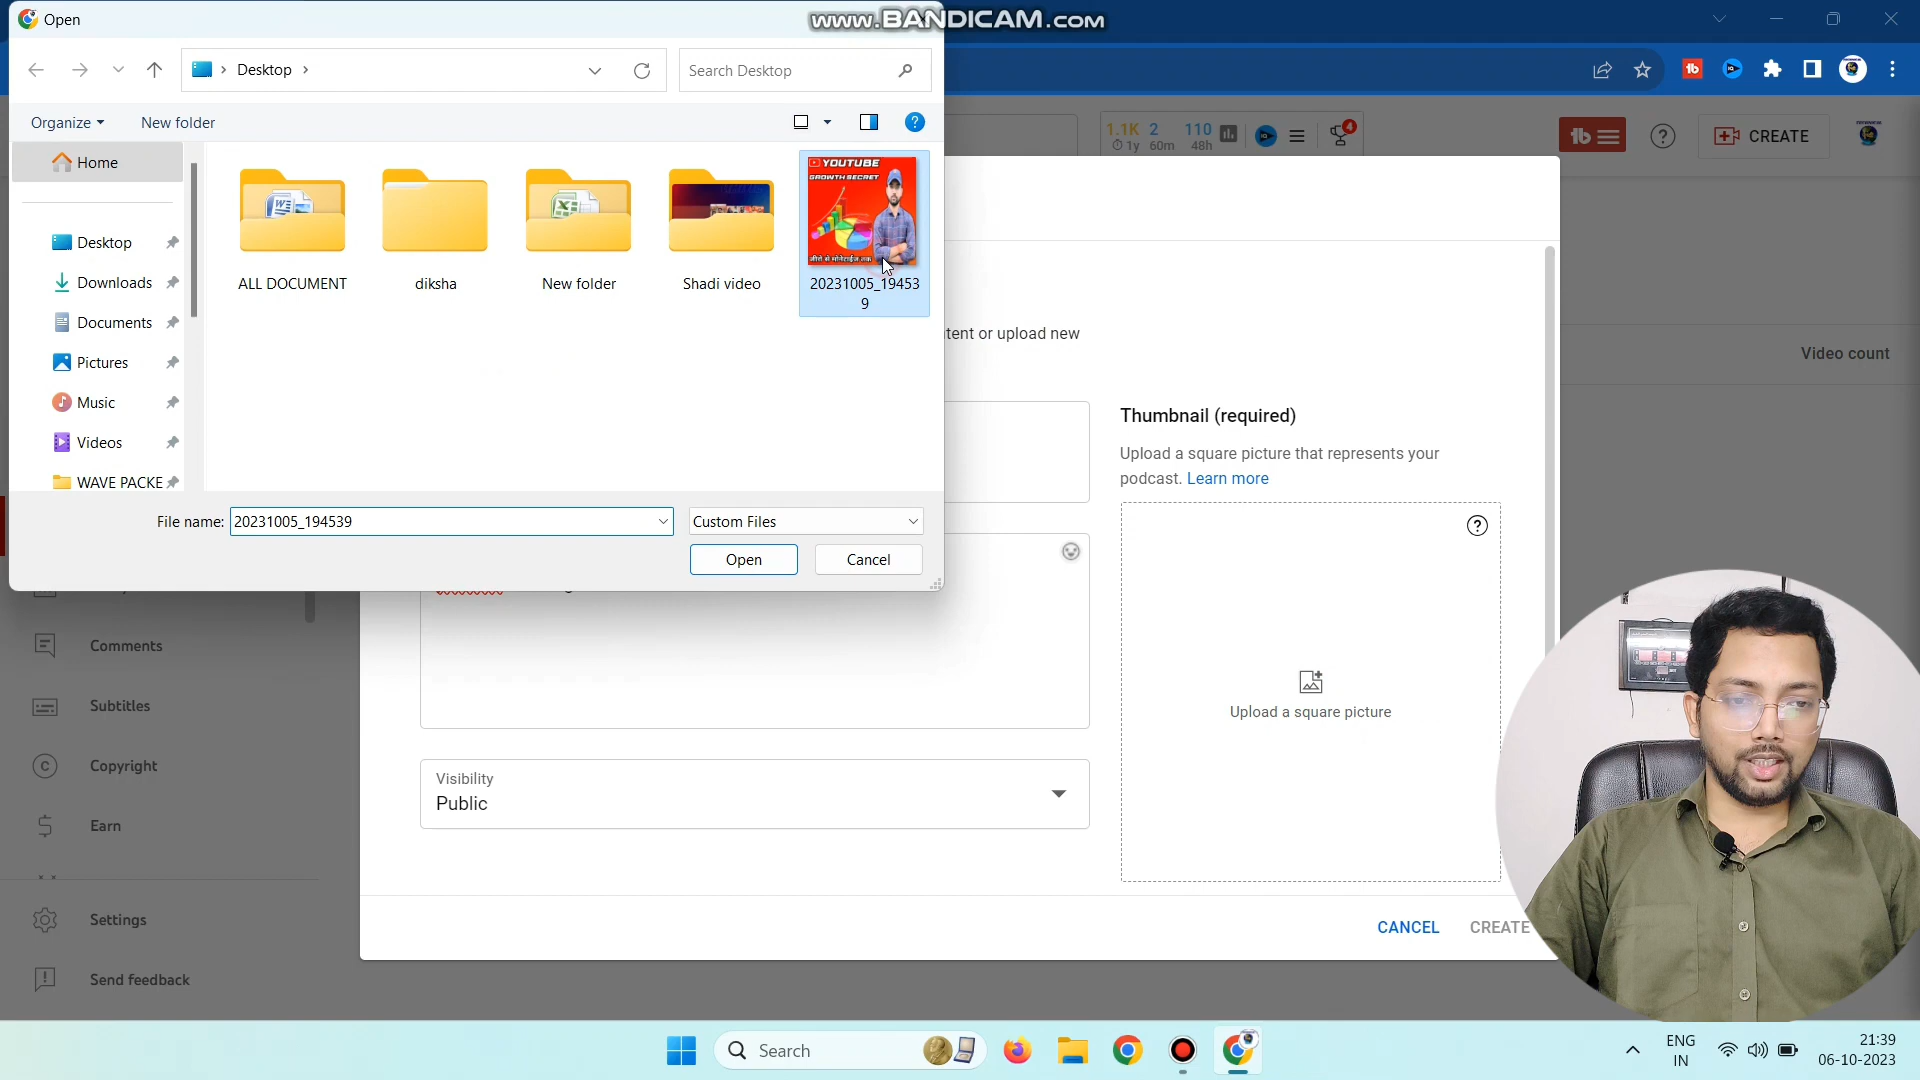 Open
www.BANDICAM.com
Desktop
Search Desktop
Organize
New folder
Home
Desktop
Downloads
Documents
Pictures
Music
Videos
WAVE PACKE
ALL DOCUMENT
diksha
New folder
Shadi video
YOUTUBE
GROWTH SECRET
जीरो से मोनेटाईज तक
20231005_19453
9
File name:
20231005_194539
Custom Files
Open
Cancel
1.1K 2 110
1y 60m 48h
4
CREATE
Video count
tent or upload new
Thumbnail (required)
Upload a square picture that represents your
podcast. Learn more
Upload a square picture
Visibility
Public
CANCEL
CREATE
Comments
Subtitles
Copyright
Earn
Settings
Send feedback
Search
ENG
IN
21:39
06-10-2023